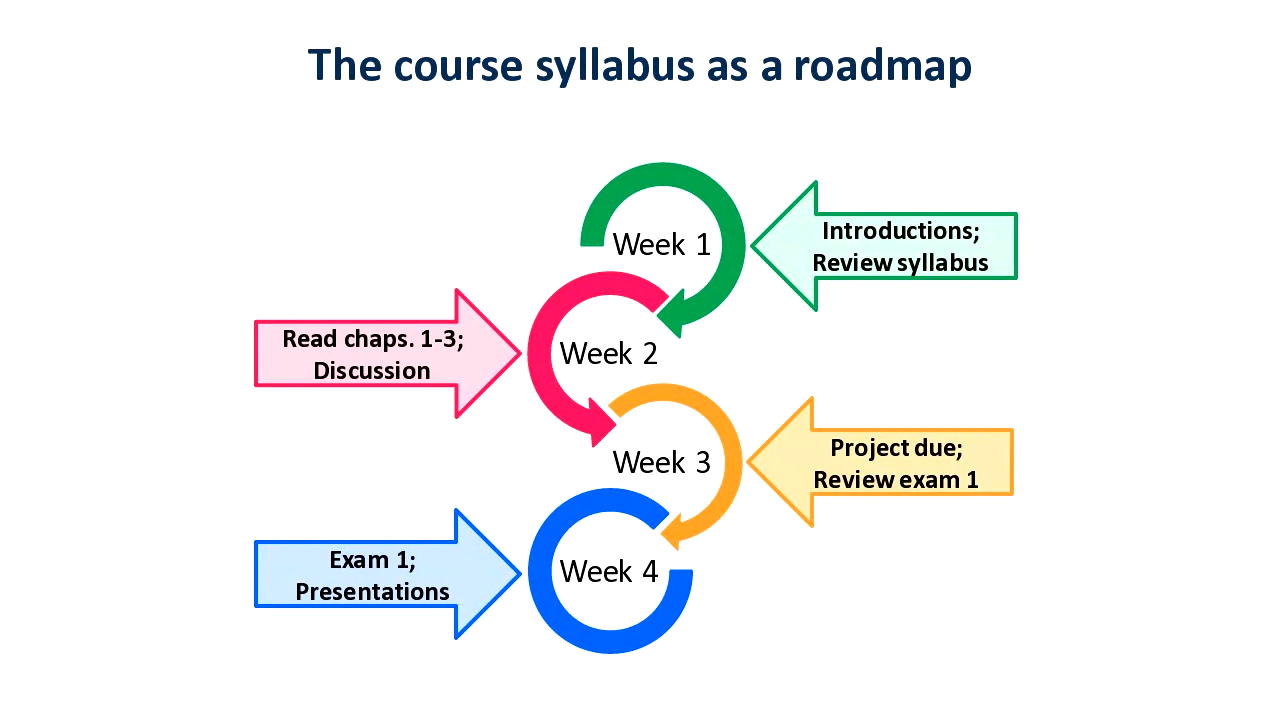 The course syllabus as a roadmap
Week 1
Introductions;
Review syllabus
Read chaps. 1-3;
Discussion
Week 2
Week 3
Project due;
Review exam 1
Exam 1;
Presentations
Week 4